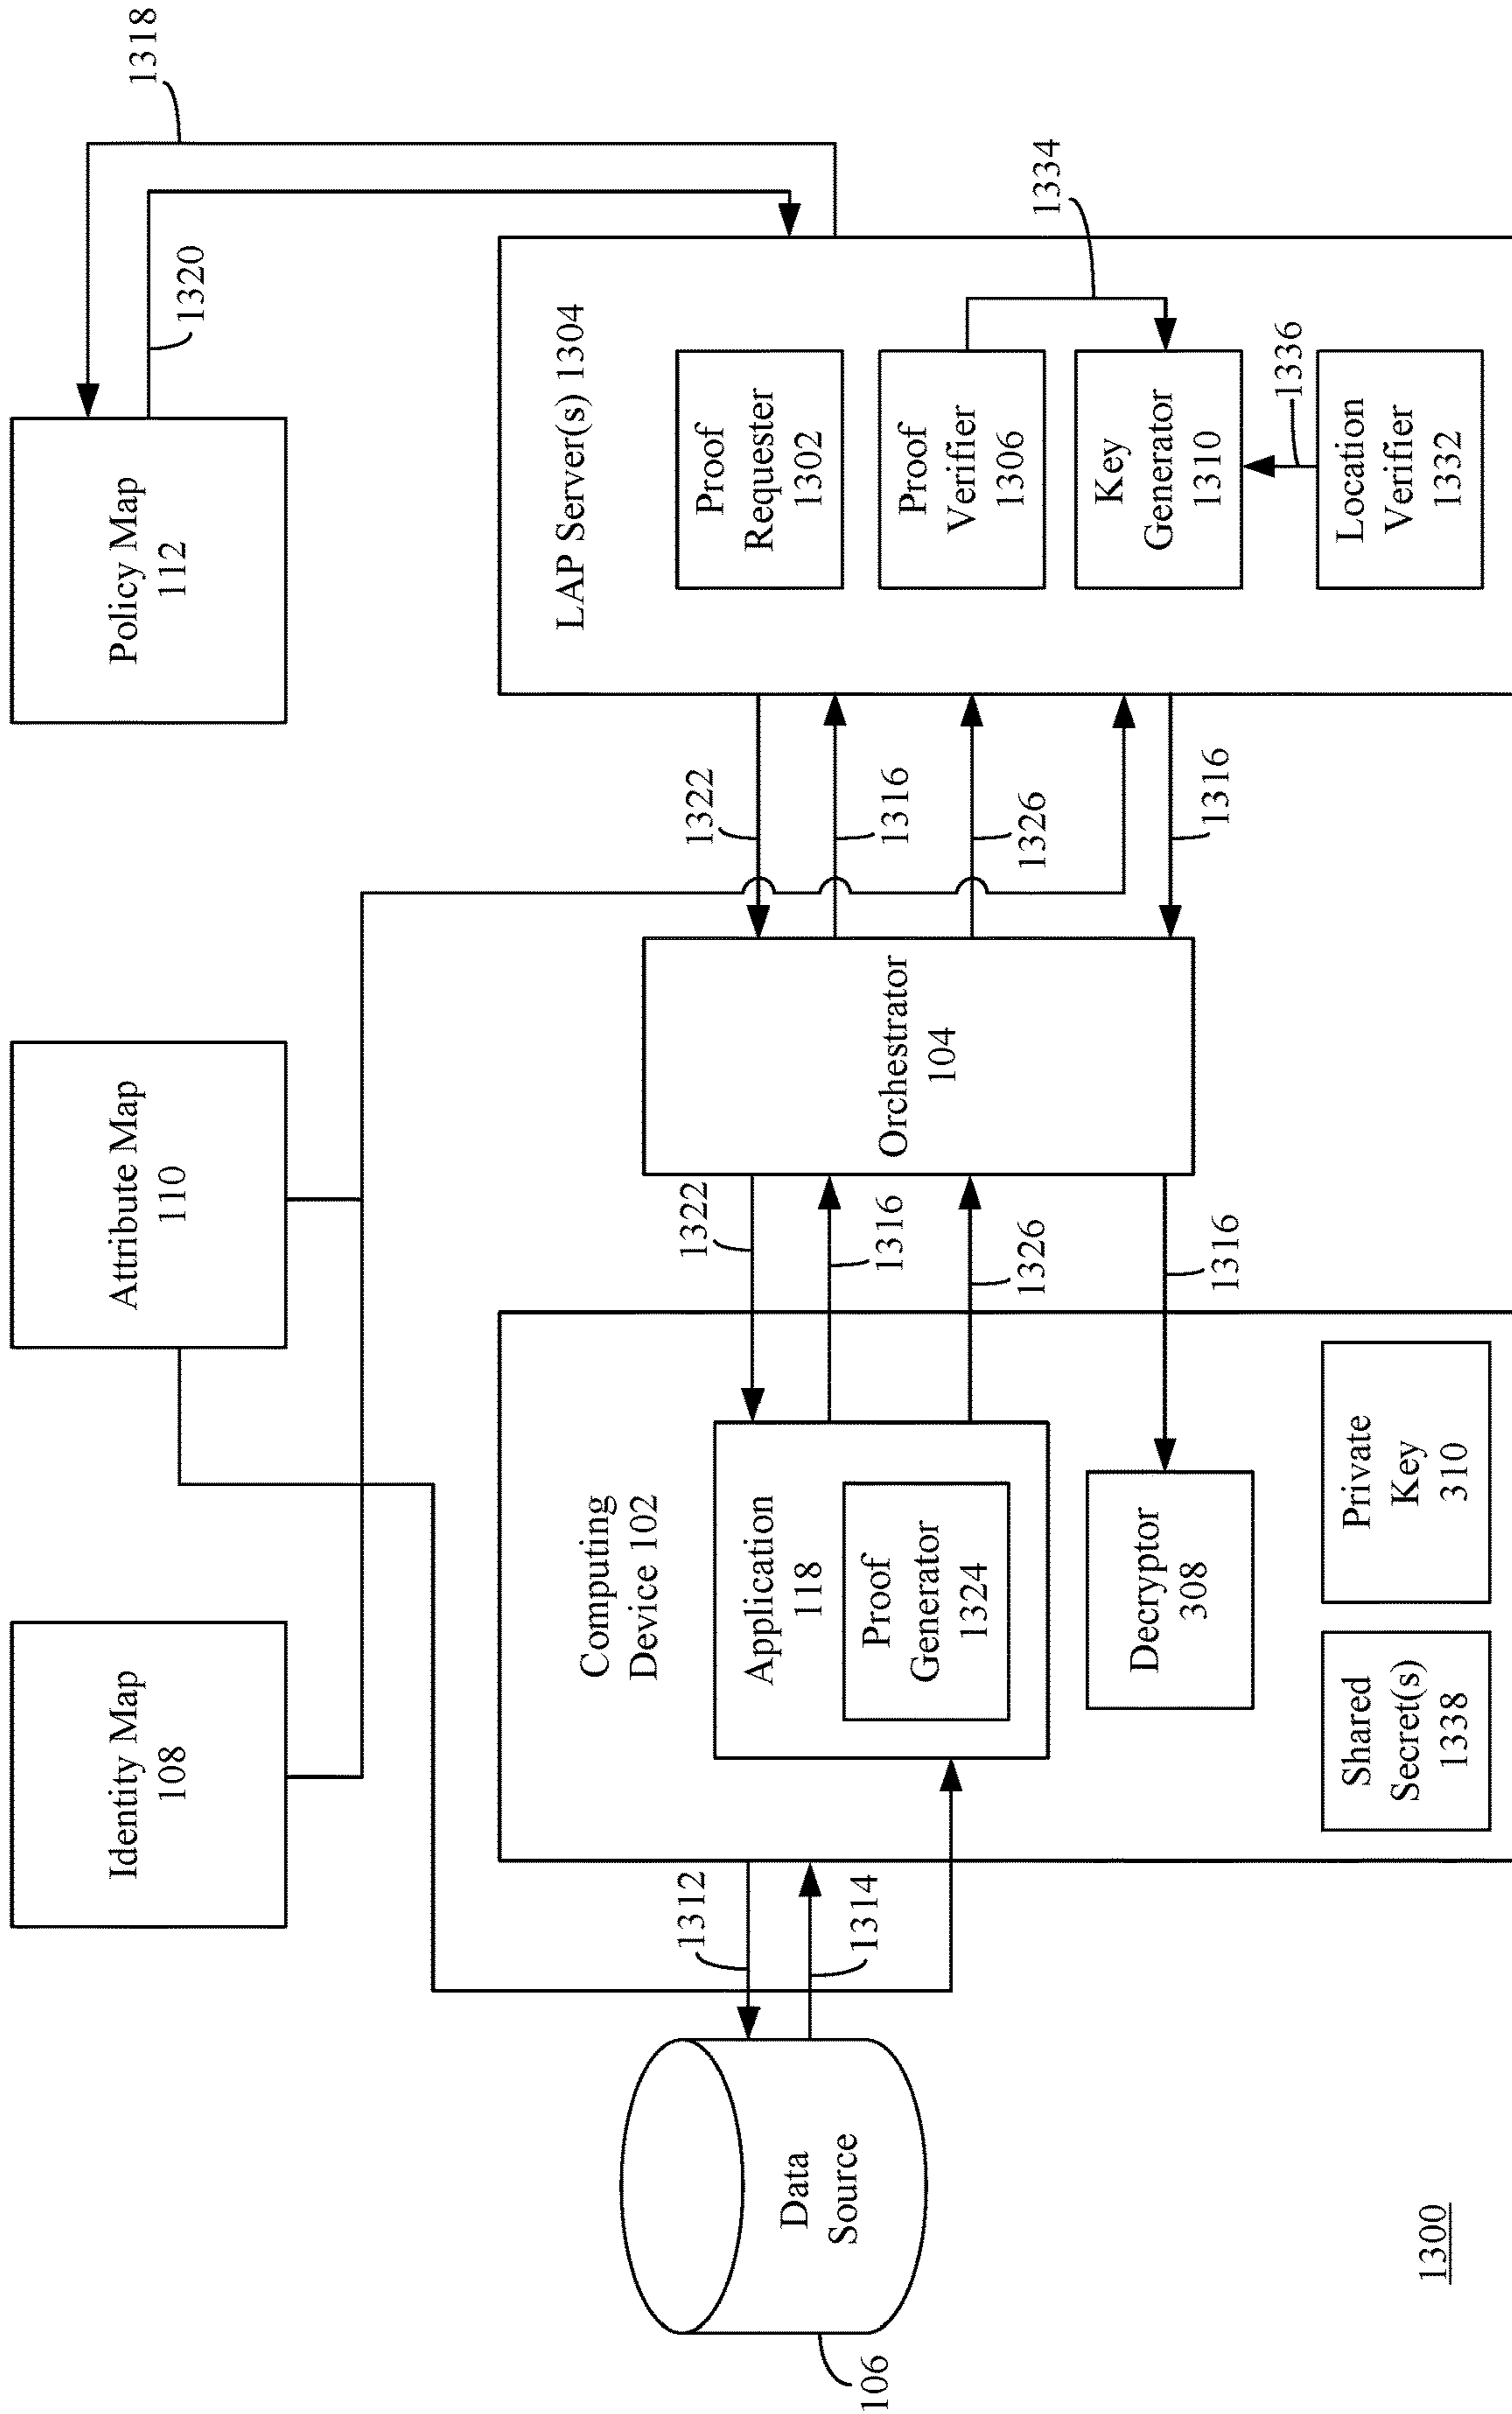 Identity Map
108
Attribute Map
110
Policy Map
112
1318
1320
106
Data
Source
1312
1314
Computing
Device 102
Application
118
Proof
Generator
1324
Decryptor
308
Shared
Secret(s)
1338
Private
Key
310
1322
1316
1326
1316
Orchestrator
104
1322
1316
1326
1316
LAP Server(s) 1304
Proof
Requester
1302
Proof
Verifier
1306
Key
Generator
1310
Location
Verifier
1332
1334
1336
1300